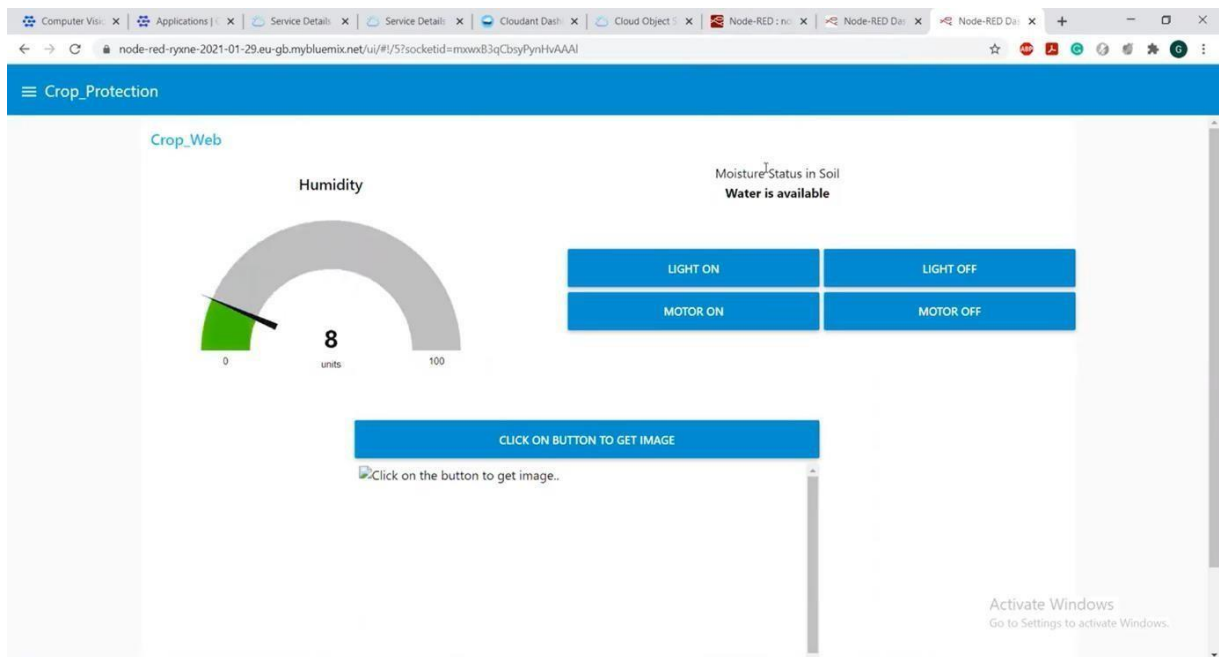 Computer Visio
Applications |
Service Details
Service Details
Cloudant Dash
Cloud Object S
Node-RED : no
Node-RED Das
Node-RED Da
node-red-ryxne-2021-01-29.eu-gb.mybluemix.net/ui/#!/5?socketid=mxwxB3qCbsyPynHvAAAl
ABP
G
Crop_Protection
Crop_Web
Humidity
8
units
0
100
Moisture Status in Soil
Water is available
LIGHT ON
LIGHT OFF
MOTOR ON
MOTOR OFF
CLICK ON BUTTON TO GET IMAGE
Click on the button to get image..
Activate Windows
Go to Settings to activate Windows.